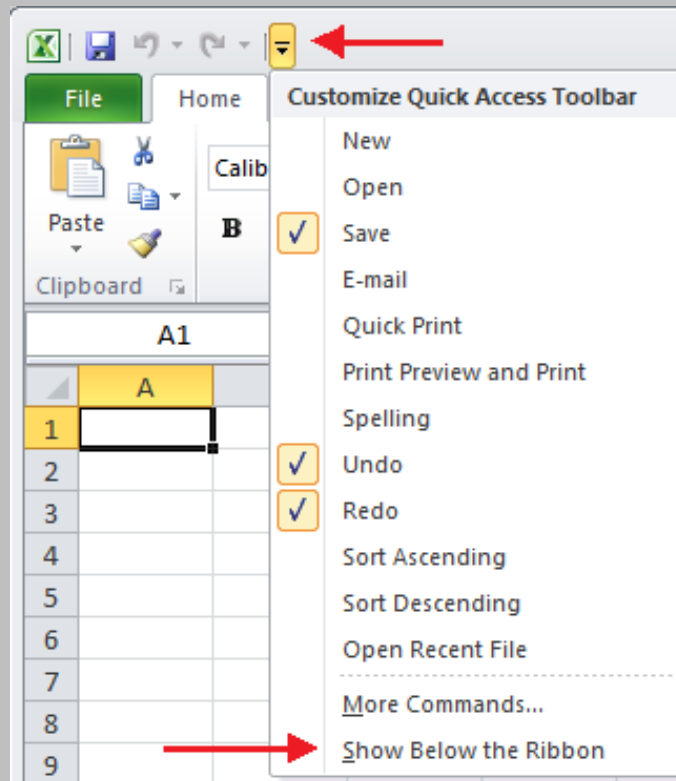 File Home
Customize Quick Access Toolbar
New
Open
Save
E-mail
Quick Print
Print Preview and Print
Spelling
Undo
Redo
Sort Ascending
Sort Descending
Open Recent File
More Commands...
Show Below the Ribbon
Calib
Paste
B
Clipboard
A1
A
1
2
3
4
5
6
7
8
9